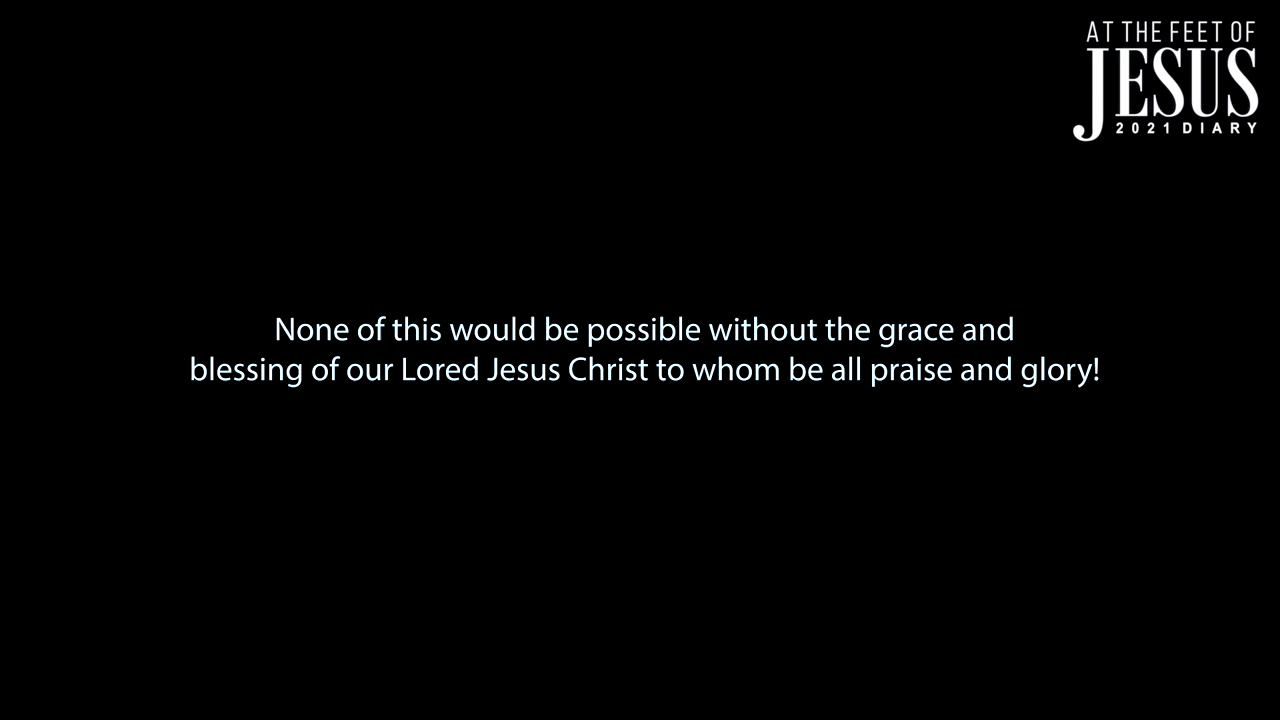 AT THE FEET OF
JESUS
2021 DIARY
None of this would be possible without the grace and
blessing of our Lored Jesus Christ to whom be all praise and glory!